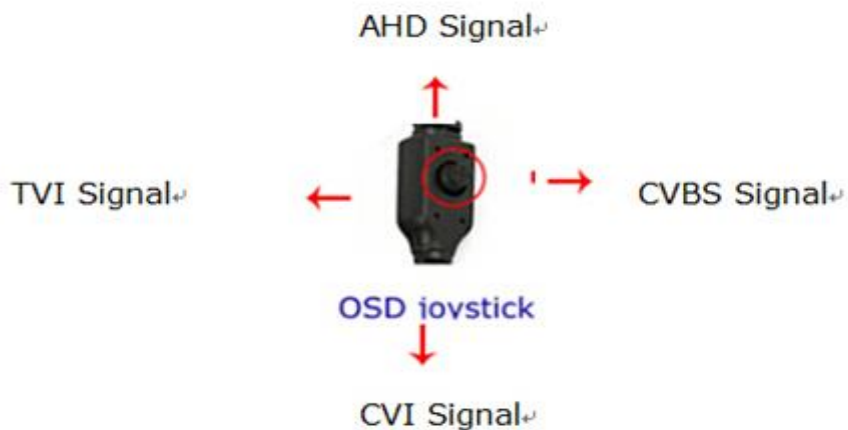 AHD Signal↵
TVI Signal↵
CVBS Signal↵
OSD joystick
CVI Signal↵